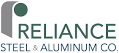 RELIANCE
STEEL & ALUMINUM CO.